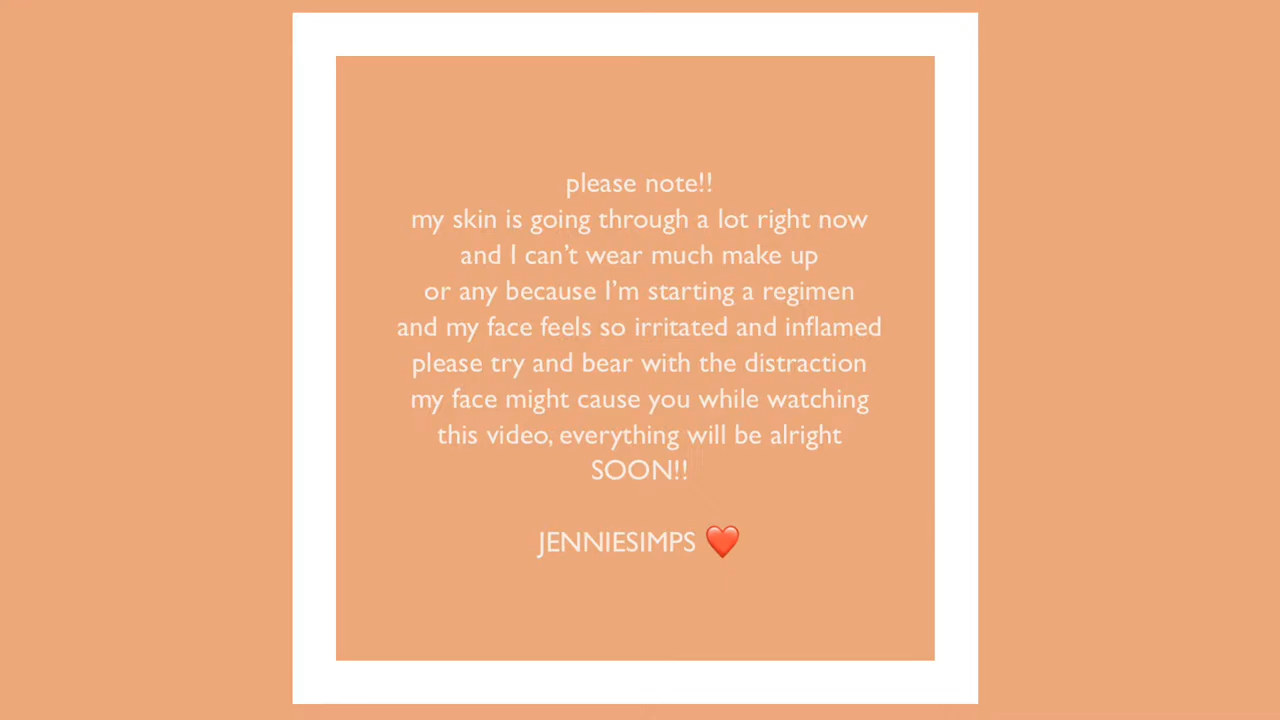 please note!!
my skin is going through a lot right now
and I can’t wear much make up
or any because I’m starting a regimen
and my face feels so irritated and inflamed
please try and bear with the distraction
my face might cause you while watching
this video, everything will be alright
SOON!!
JENNIESIMPS ❤️